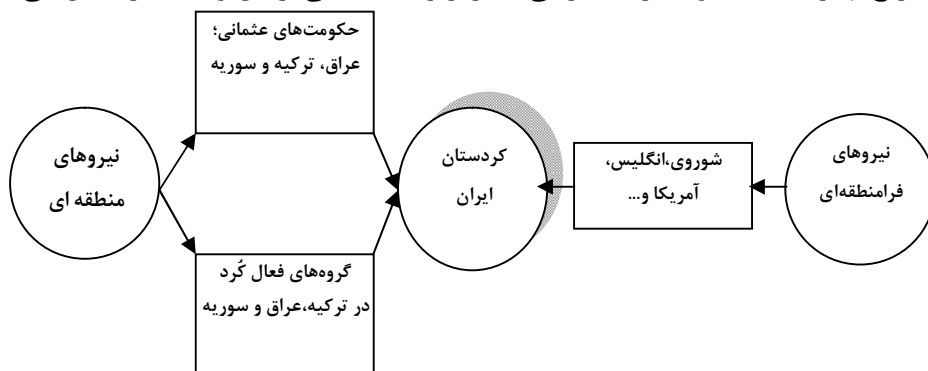 حکومت‌های عثمانی؛
عراق، ترکیه و سوریه
نیروهای
فرامنطقه‌ای
شوروی،انگلیس،
آمریکا و...
کردستان
ایران
نیروهای
منطقه ای
گروه‌های فعال کُرد
در ترکیه،عراق و سوریه